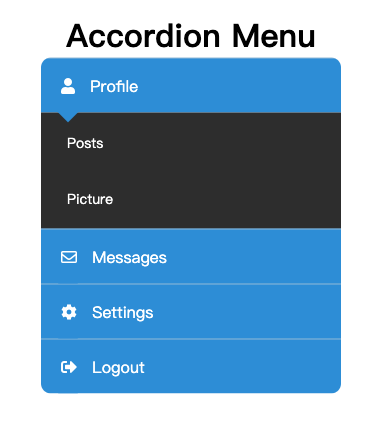 Accordion Menu
Profile
Posts
Picture
Messages
Settings
Logout